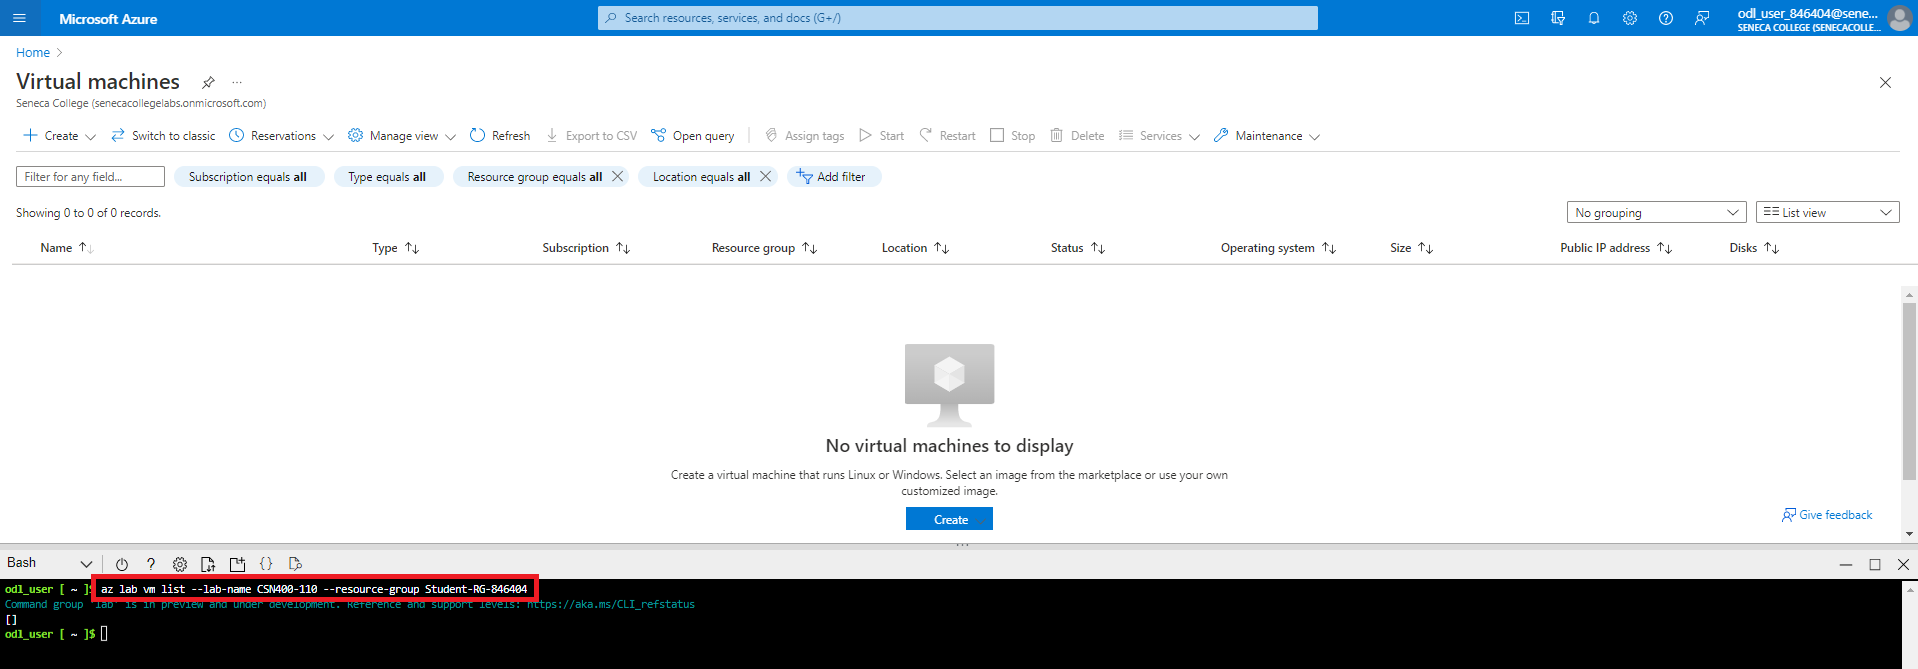 Microsoft Azure
Search resources, services, and docs (G+/)
odl_user_846404@sene...
SENECA COLLEGE (SENECACOLLE...
Home
Virtual machines
...
Seneca College (senecacollegelabs.onmicrosoft.com)
Create Switch to classic Reservations Manage view Refresh Export to CSV Open query Assign tags Start Restart Stop Delete Services Maintenance
Filter for any field... Subscription equals all Type equals all Resource group equals all Location equals all Add filter
Showing 0 to 0 of 0 records.
No grouping List view
Name Type Subscription Resource group Location Status Operating system Size Public IP address Disks
No virtual machines to display
Create a virtual machine that runs Linux or Windows. Select an image from the marketplace or use your own
customized image.
Create
Give feedback
Bash ? {}
odl_user [ ~ ]$ az lab vm list --lab-name CSN400-110 --resource-group Student-RG-846404
Command group 'lab' is in preview and under development. Reference and support levels: https://aka.ms/CLI_refstatus
[]
odl_user [ ~ ]$